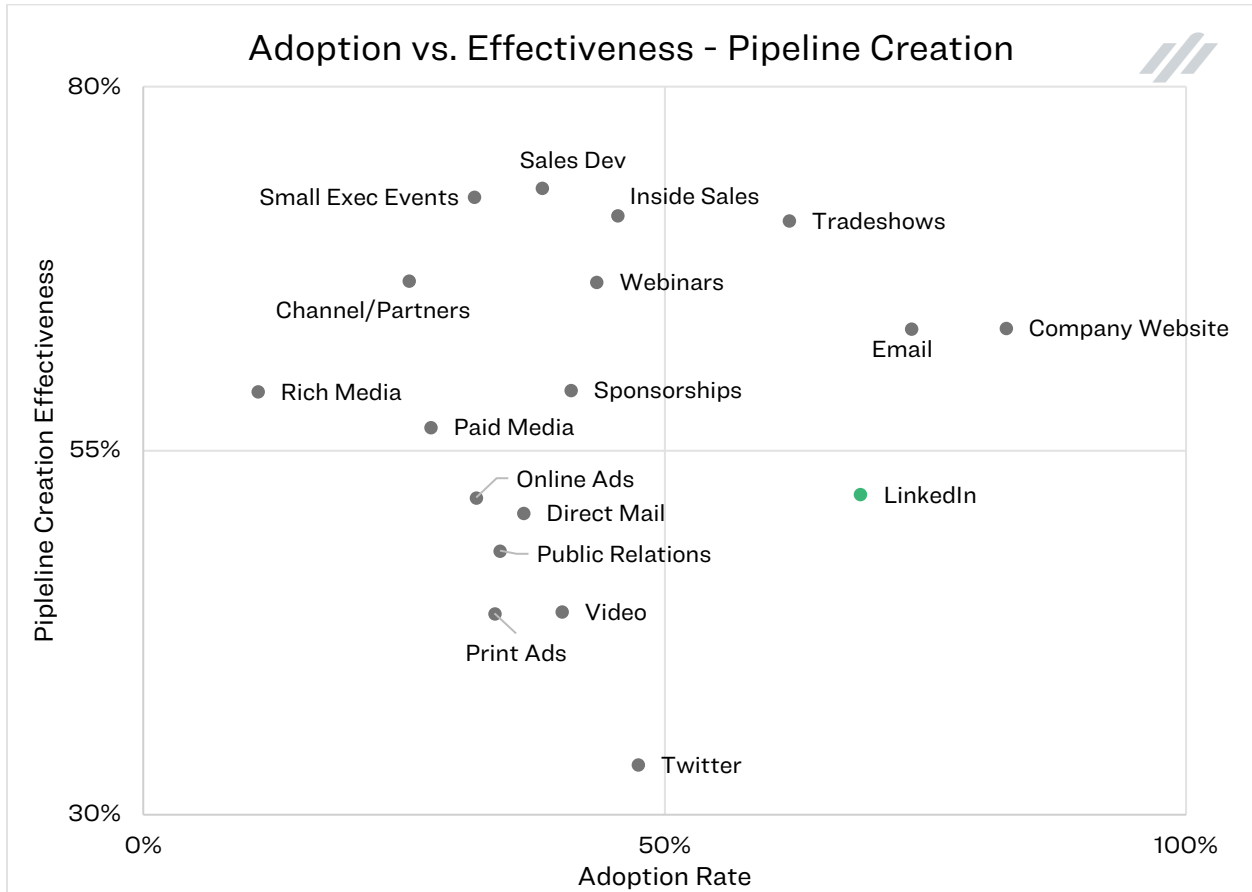 Adoption vs. Effectiveness - Pipeline Creation
80%
Sales Dev
Small Exec Events
Inside Sales
Tradeshows
Channel/Partners
Webinars
Company Website
Email
Rich Media
Sponsorships
Paid Media
55%
Online Ads
LinkedIn
Direct Mail
Public Relations
Video
Print Ads
Twitter
30%
0%
50%
100%
Adoption Rate
Pipleline Creation Effectiveness